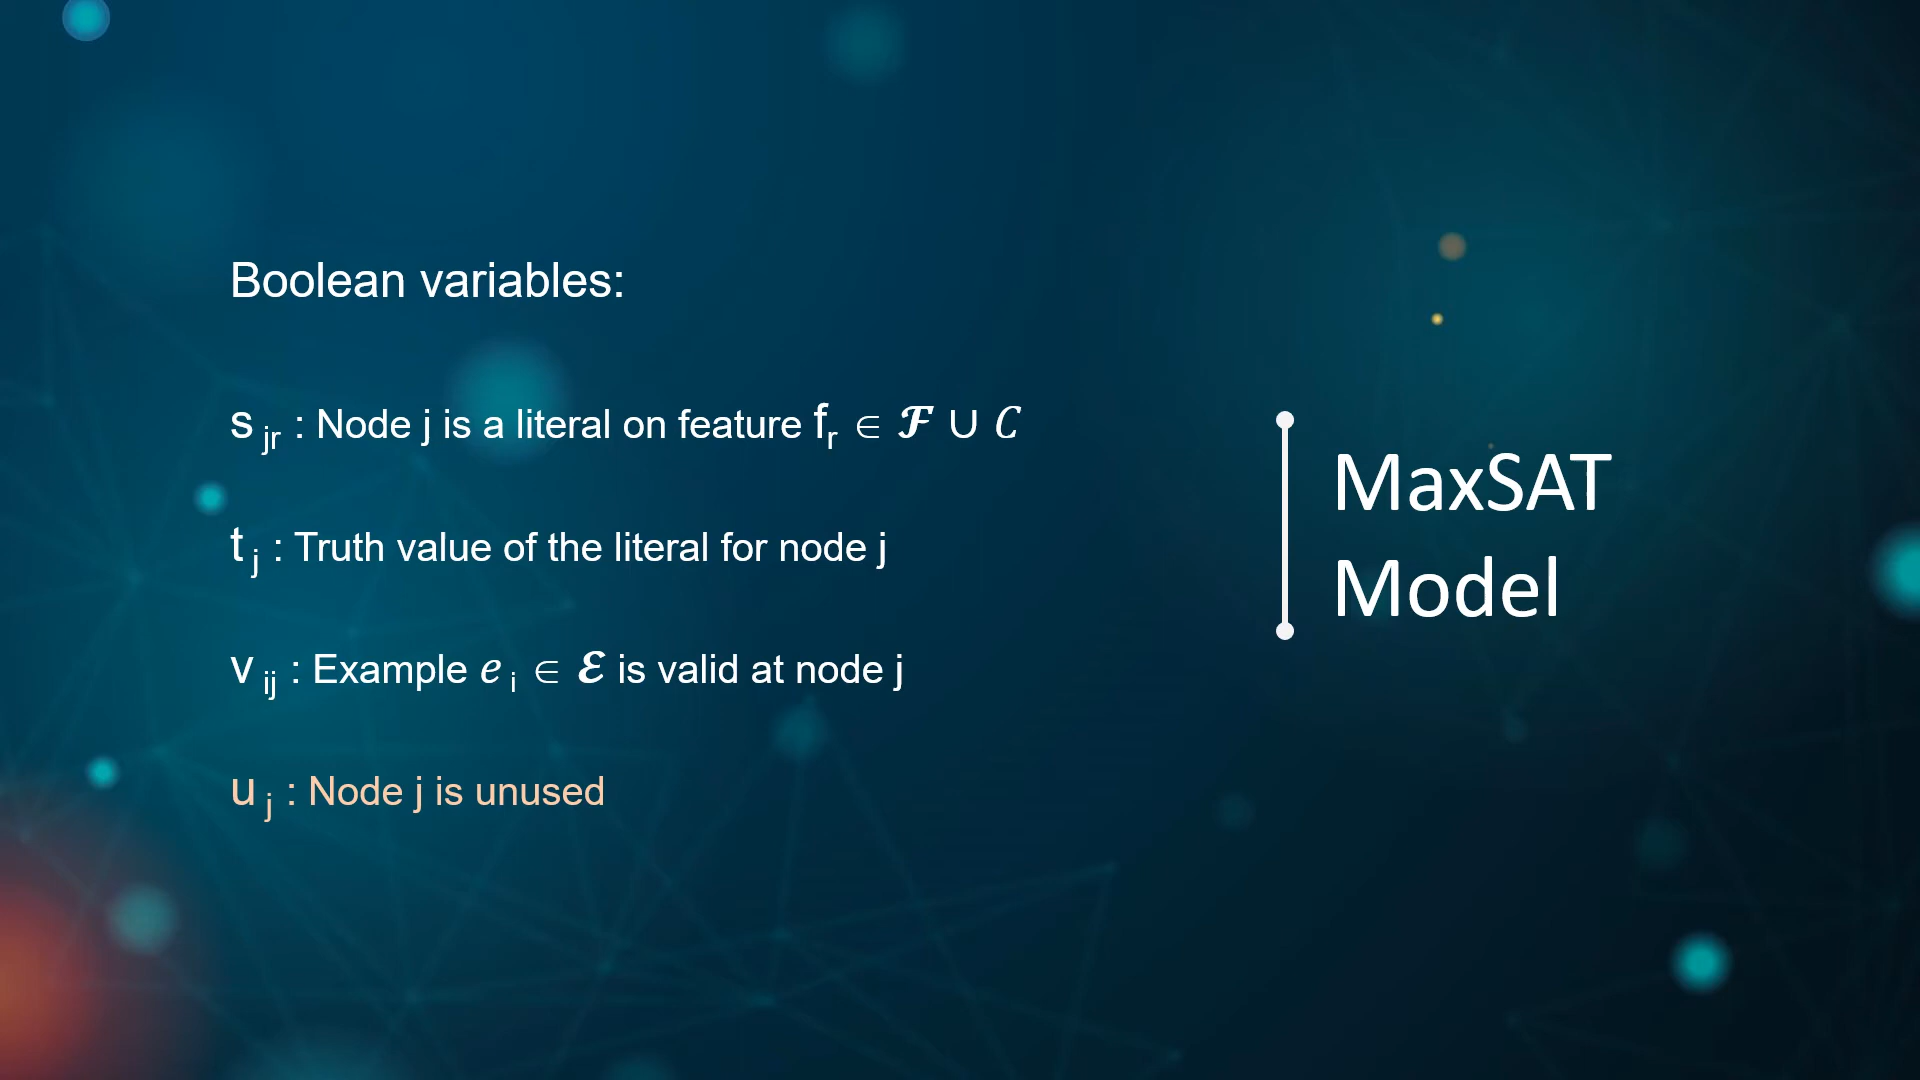 Boolean variables:
s jr : Node j is a literal on feature fr ∈ 𝓕 ∪ 𝐶
t j : Truth value of the literal for node j
v ij : Example 𝑒 i ∈ 𝓔 is valid at node j
u j : Node j is unused
MaxSAT
Model